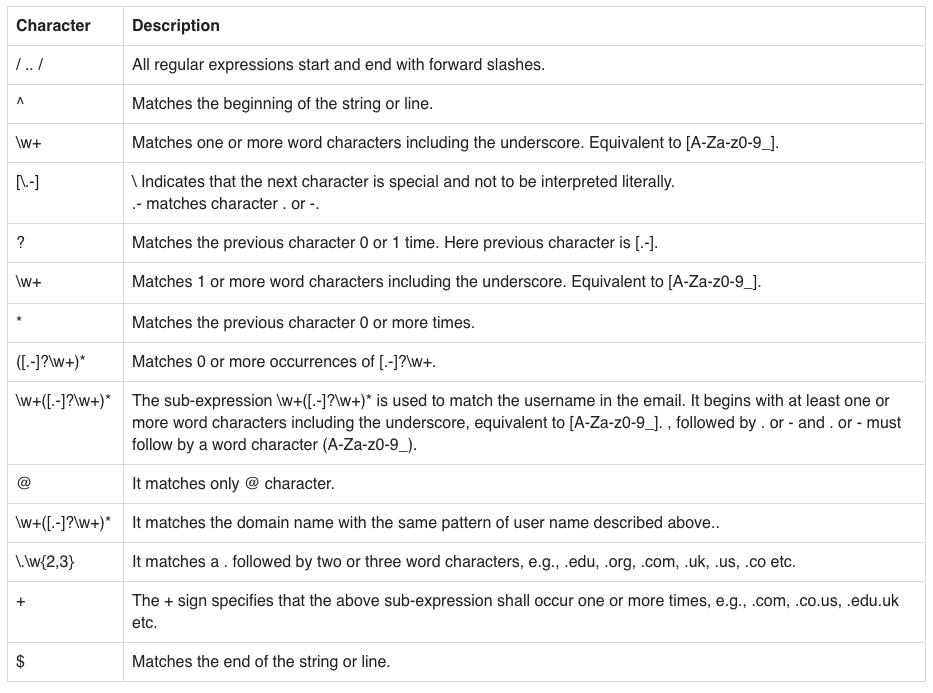 Character Description
/ .. / All regular expressions start and end with forward slashes.
^ Matches the beginning of the string or line.
\w+ Matches one or more word characters including the underscore. Equivalent to [A-Za-z0-9_].
[\.-] \ Indicates that the next character is special and not to be interpreted literally.
.- matches character . or -.
? Matches the previous character 0 or 1 time. Here previous character is [.-].
\w+ Matches 1 or more word characters including the underscore. Equivalent to [A-Za-z0-9_].
* Matches the previous character 0 or more times.
([.-]?\w+)* Matches 0 or more occurrences of [.-]?\w+.
\w+([.-]?\w+)* The sub-expression \w+([.-]?\w+)* is used to match the username in the email. It begins with at least one or
more word characters including the underscore, equivalent to [A-Za-z0-9_]. , followed by . or - and . or - must
follow by a word character (A-Za-z0-9_).
@ It matches only @ character.
\w+([.-]?\w+)* It matches the domain name with the same pattern of user name described above..
\.\w{2,3} It matches a . followed by two or three word characters, e.g., .edu, .org, .com, .uk, .us, .co etc.
+ The + sign specifies that the above sub-expression shall occur one or more times, e.g., .com, .co.us, .edu.uk
etc.
$ Matches the end of the string or line.